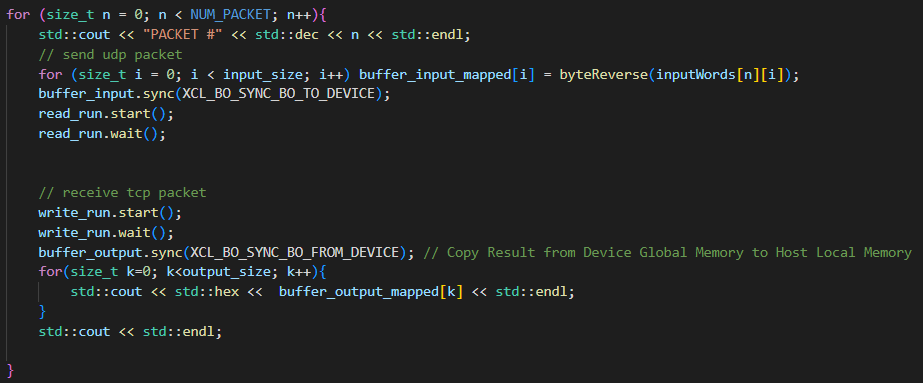 for (size_t n = 0; n < NUM_PACKET; n++){
    std::cout << "PACKET #" << std::dec << n << std::endl;
    // send udp packet
    for (size_t i = 0; i < input_size; i++) buffer_input_mapped[i] = byteReverse(inputWords[n][i]);
    buffer_input.sync(XCL_BO_SYNC_BO_TO_DEVICE);
    read_run.start();
    read_run.wait();
    // receive tcp packet
    write_run.start();
    write_run.wait();
    buffer_output.sync(XCL_BO_SYNC_BO_FROM_DEVICE); // Copy Result from Device Global Memory to Host Local Memory
    for(size_t k=0; k<output_size; k++){
        std::cout << std::hex <<  buffer_output_mapped[k] << std::endl;
    }
    std::cout << std::endl;
}